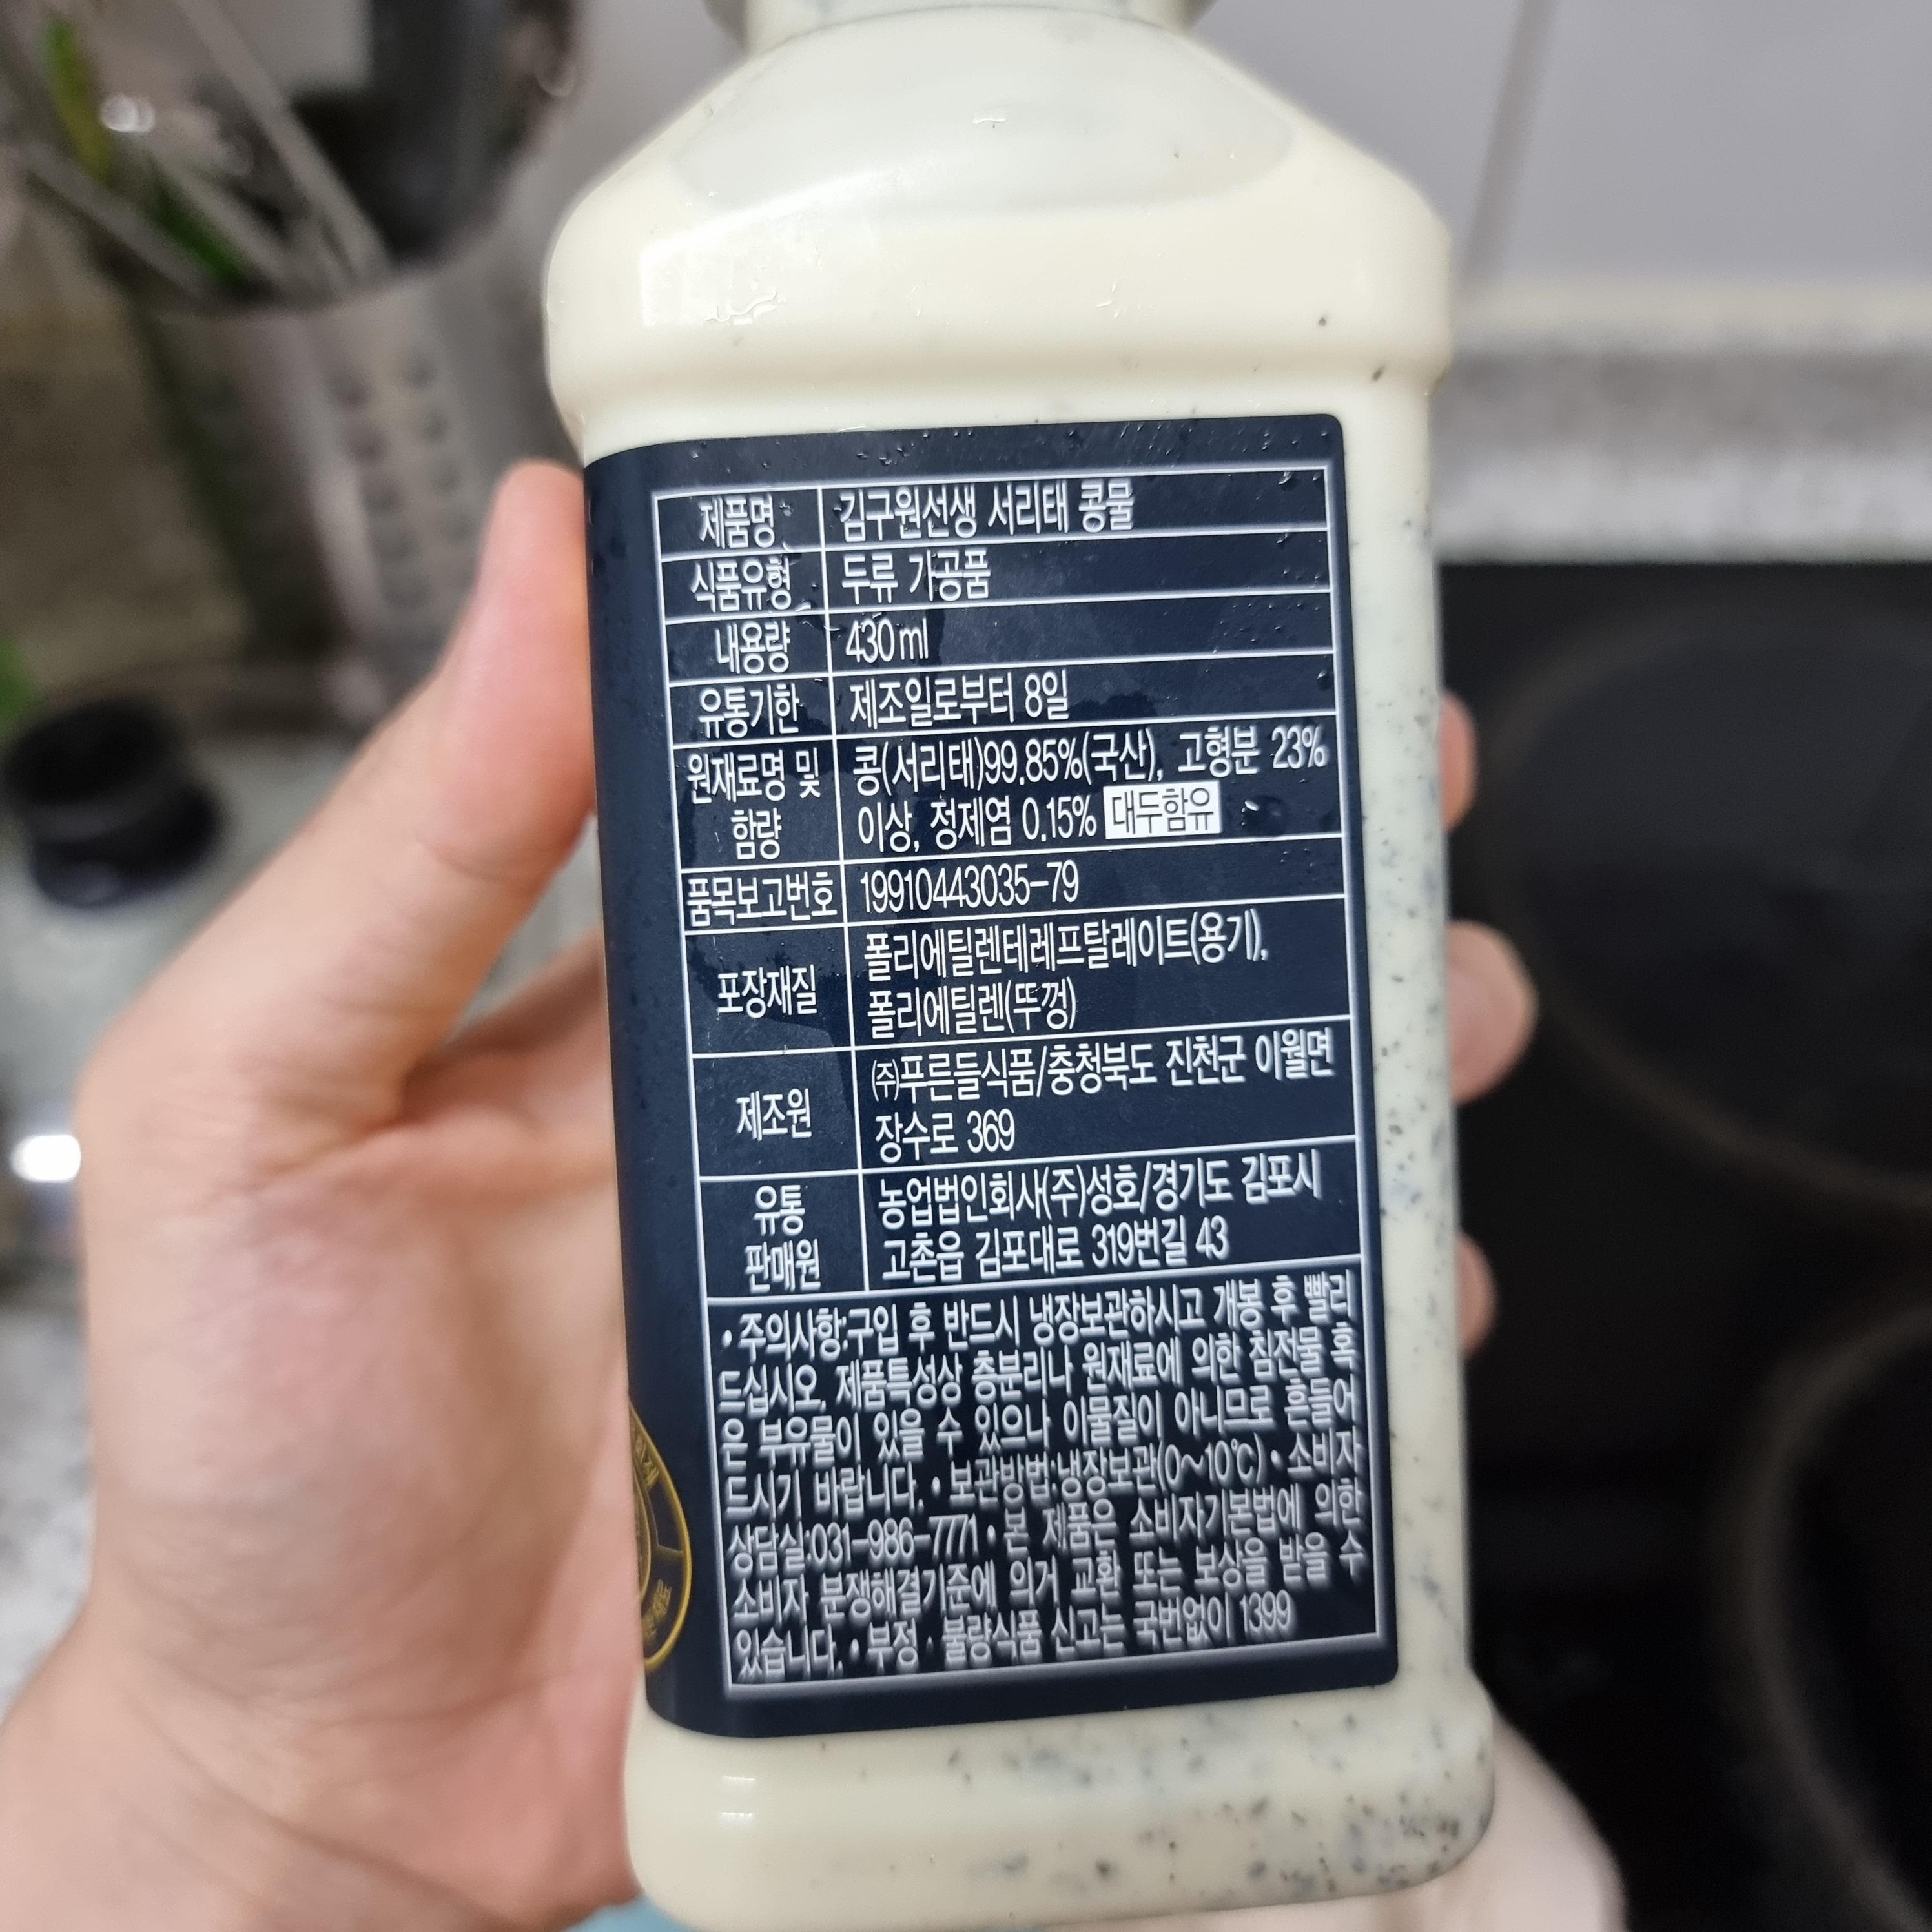 제품명 김구원선생 서리태 콩물
식품유형 두류 가공품
내용량 430ml
유통기한 제조일로부터 8일
원재료명 및 콩(서리태)99.85%(국산), 고형분 23%
함량 이상, 정제염 0.15% 대두함유
품목보고번호 19910443035-79
포장재질 폴리에틸렌테레프탈레이트(용기),
폴리에틸렌(뚜껑)
제조원 ㈜푸른들식품/충청북도 진천군 이월면
장수로 369
유통 농업법인회사(주)성호/경기도 김포시
판매원 고촌읍 김포대로 319번길 43
• 주의사항:구입 후 반드시 냉장보관하시고 개봉 후 빨리
드십시오. 제품특성상 층분리나 원재료에 의한 침전물 혹
은 부유물이 있을 수 있으나 이물질이 아니므로 흔들어
드시기 바랍니다. • 보관방법:냉장보관(0~10℃) • 소비자
상담실:031-986-7771 • 본 제품은 소비자기본법에 의한
소비자 분쟁해결기준에 의거 교환 또는 보상을 받을 수
있습니다. • 부정 · 불량식품 신고는 국번없이 1399